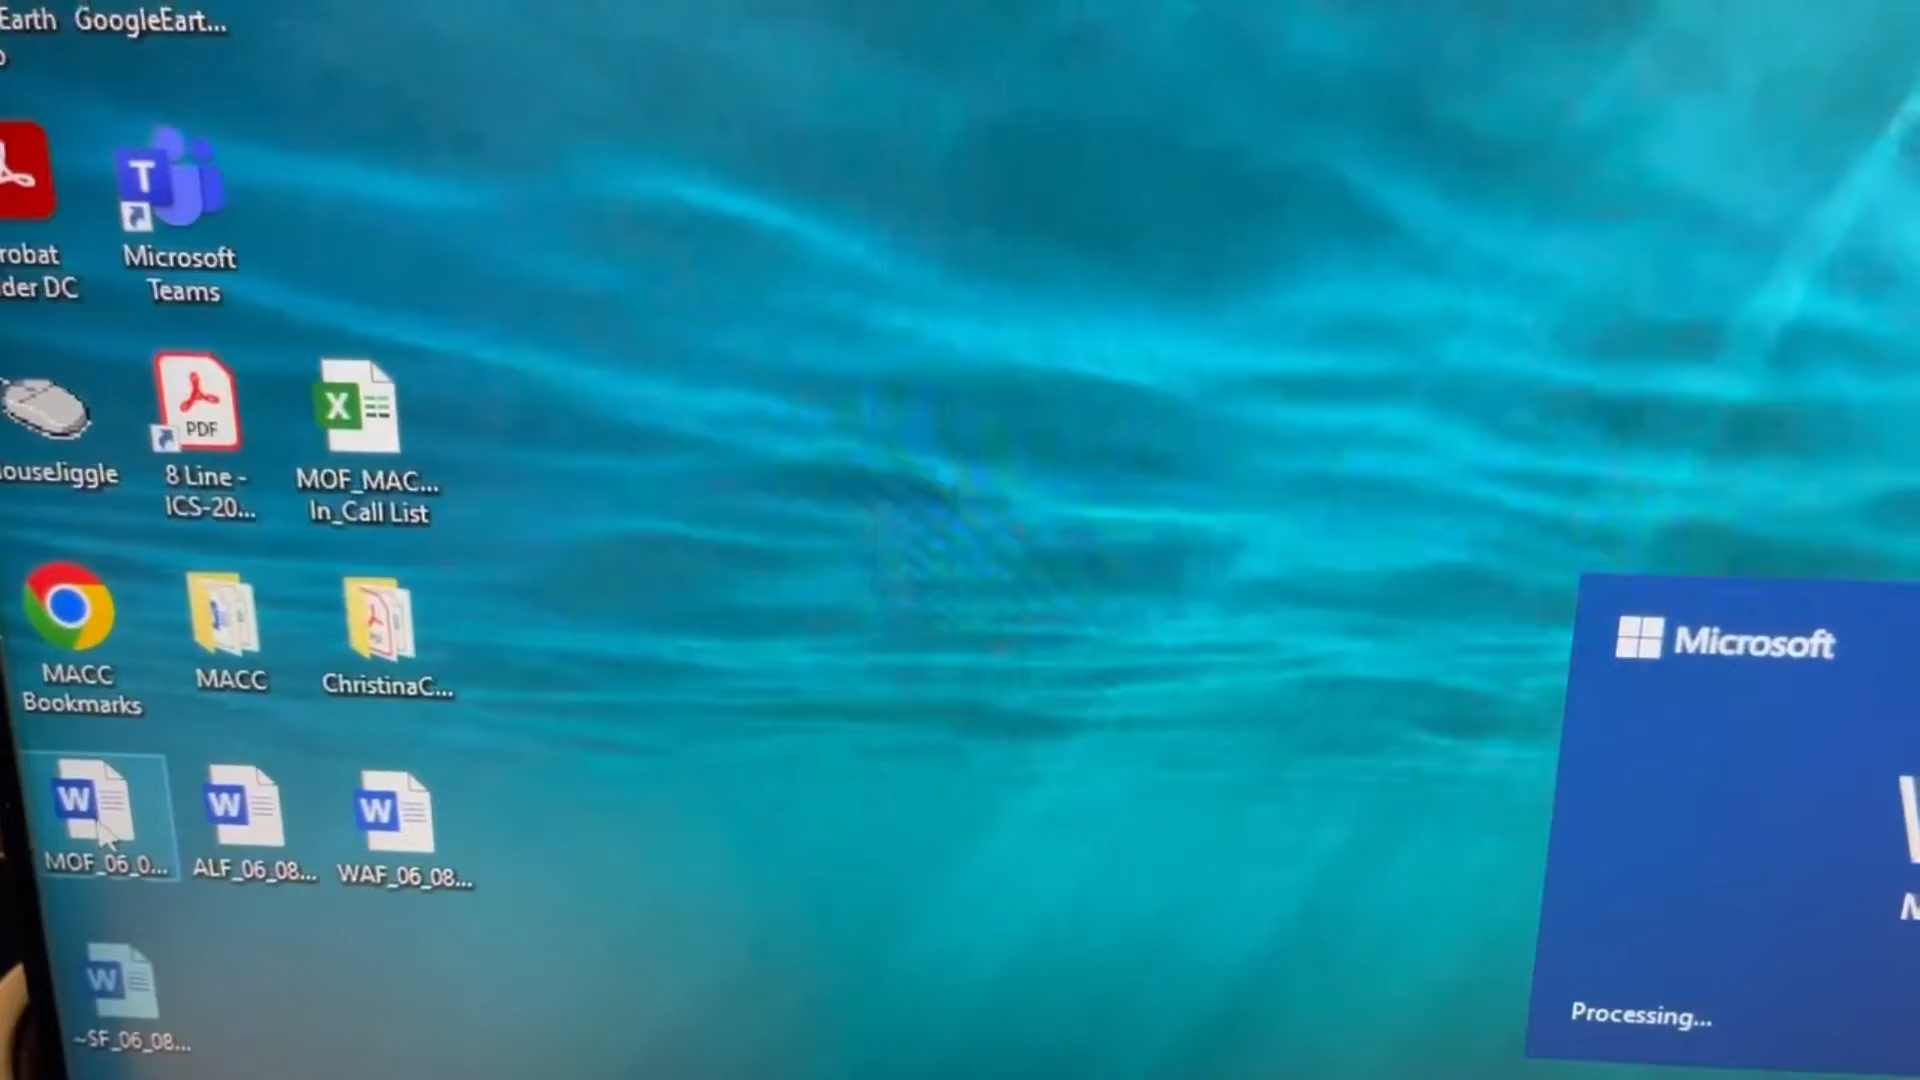 Earth GoogleEart...
T
Microsoft
Teams
robat
der DC
PDF
X
ouseJiggle
8 Line -
ICS-20...
MOF_MAC...
In_Call List
MACC
Bookmarks
MACC
ChristinaC...
W
W
W
MOF_06_0...
ALF_06_08...
WAF_06_08...
W
~SF_06_08...
Microsoft
Processing...